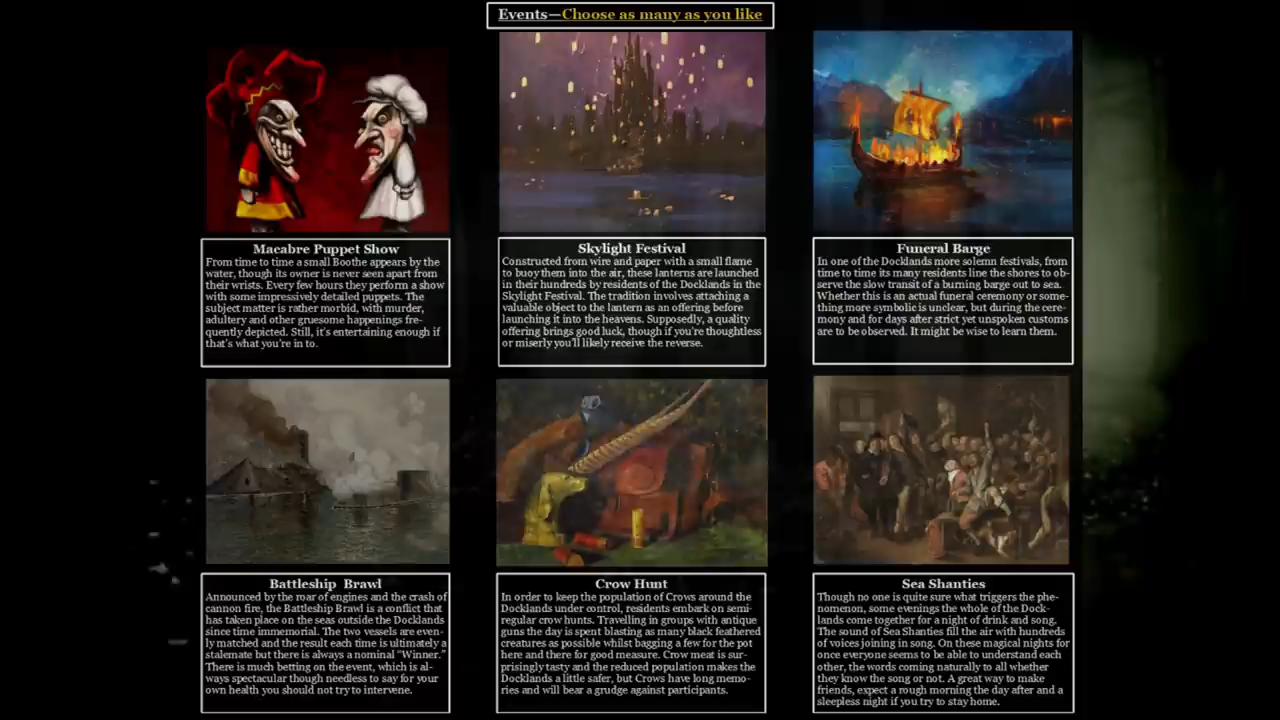 Events—Choose as many as you like
Macabre Puppet Show
From time to time a small Boothe appears by the
water, though its owner is never seen apart from
their wrists. Every few hours they perform a show
with some impressively detailed puppets. The
subject matter is rather morbid, with murder,
adultery and other gruesome happenings fre-
quently depicted. Still, it's entertaining enough if
that's what you're in to.
Skylight Festival
Constructed from wire and paper with a small flame
to buoy them into the air, these lanterns are launched
in their hundreds by residents of the Docklands in the
Skylight Festival. The tradition involves attaching a
valuable object to the lantern as an offering before
launching it into the heavens. Supposedly, a quality
offering brings good luck, though if you're thoughtless
or miserly you'll likely receive the reverse.
Funeral Barge
In one of the Docklands more solemn festivals, from
time to time its many residents line the shores to ob-
serve the slow transit of a burning barge out to sea.
Whether this is an actual funeral ceremony or some-
thing more symbolic is unclear, but during the cere-
mony and for days after strict yet unspoken customs
are to be observed. It might be wise to learn them.
Battleship Brawl
Announced by the roar of engines and the crash of
cannon fire, the Battleship Brawl is a conflict that
has taken place on the seas outside the Docklands
since time immemorial. The two vessels are even-
ly matched and the result each time is ultimately a
stalemate but there is always a nominal "Winner."
There is much betting on the event, which is al-
ways spectacular though needless to say for your
own health you should not try to intervene.
Crow Hunt
In order to keep the population of Crows around the
Docklands under control, residents embark on semi-
regular crow hunts. Travelling in groups with antique
guns the day is spent blasting as many black feathered
creatures as possible whilst bagging a few for the pot
here and there for good measure. Crow meat is sur-
prisingly tasty and the reduced population makes the
Docklands a little safer, but Crows have long memo-
ries and will bear a grudge against participants.
Sea Shanties
Though no one is quite sure what triggers the phe-
nomenon, some evenings the whole of the Dock-
lands come together for a night of drink and song.
The sound of Sea Shanties fill the air with hundreds
of voices joining in song. On these magical nights for
once everyone seems to be able to understand each
other, the words coming naturally to all whether
they know the song or not. A great way to make
friends, expect a rough morning the day after and a
sleepless night if you try to stay home.